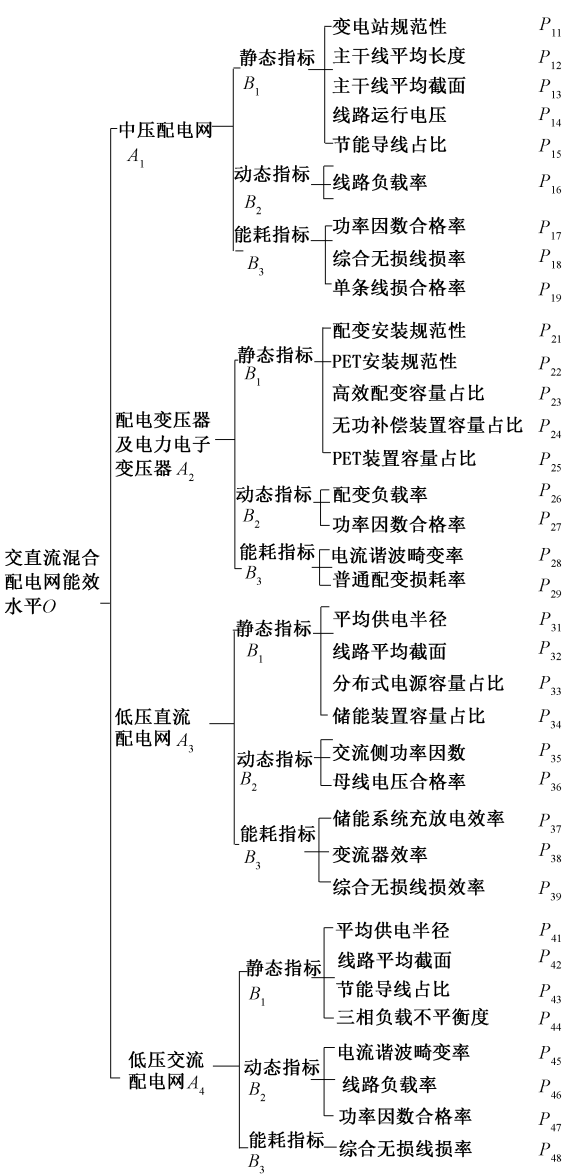 变电站规范性 P11
静态指标 主干线平均长度 P12
B1 主干线平均截面 P13
线路运行电压 P14
中压配电网 节能导线占比 P15
A1
动态指标 线路负载率 P16
B2
能耗指标 功率因数合格率 P17
B3 综合无损线损率 P18
单条线损合格率 P19
配变安装规范性 P21
静态指标 PET安装规范性 P22
B1 高效配变容量占比 P23
配电变压器 无功补偿装置容量占比 P24
及电力电子
变压器 A2 PET装置容量占比 P25
动态指标 配变负载率 P26
B2 功率因数合格率 P27
交直流混合 能耗指标 电流谐波畸变率 P28
配电网能效 B3 普通配变损耗率 P29
水平O
静态指标 平均供电半径 P31
B1 线路平均截面 P32
分布式电源容量占比 P33
低压直流 储能装置容量占比 P34
配电网 A3
动态指标 交流侧功率因数 P35
B2 母线电压合格率 P36
能耗指标 储能系统充放电效率 P37
B3 变流器效率 P38
综合无损线损效率 P39
平均供电半径 P41
静态指标 线路平均截面 P42
B1 节能导线占比 P43
三相负载不平衡度 P44
低压交流 电流谐波畸变率 P45
配电网A4 动态指标 线路负载率 P46
B2 功率因数合格率 P47
能耗指标 综合无损线损率 P48
B3